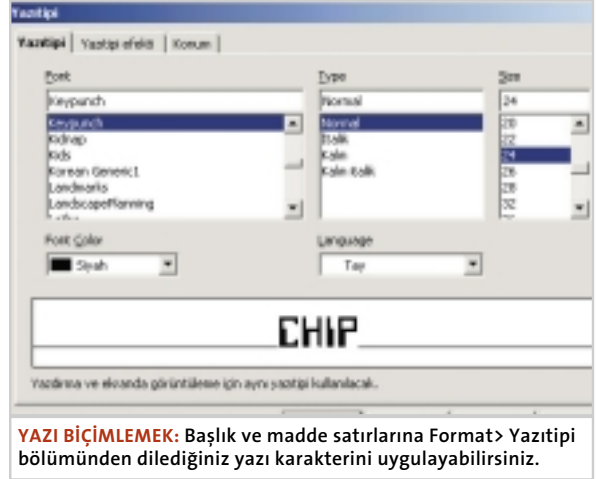 Yazıtipi
Yazıtipi Yazıtipi efekti Konum
Font Type Size
Keypunch Normal 24
Keypunch Normal 20
Kidnap İtalik 22
Kids Kalın 24
Korean Generic1 Kalın italik 26
Landmarks 28
LandscapePlanning 32
Font Color Language
Siyah Tay
CHIP
Yazdırma ve ekranda görüntüleme için aynı yazıtipi kullanılacak.
YAZI BİÇİMLEMEK: Başlık ve madde satırlarına Format> Yazıtipi
bölümünden dilediğiniz yazı karakterini uygulayabilirsiniz.